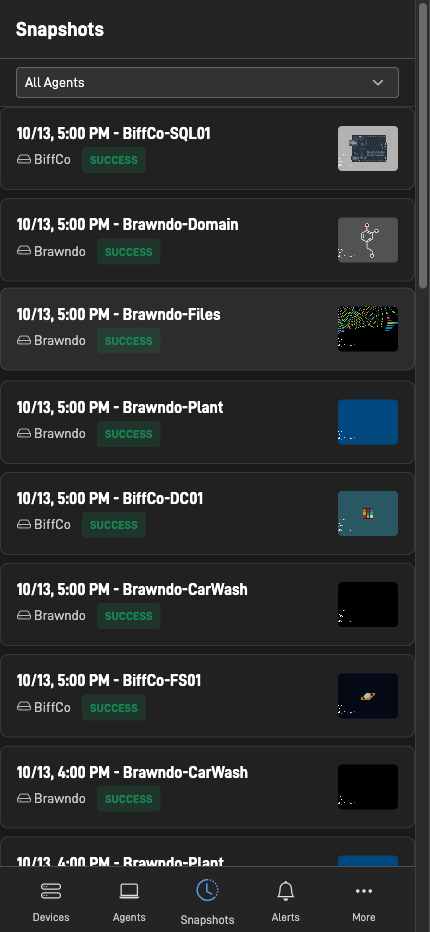 Snapshots
All Agents
10/13, 5:00 PM - BiffCo-SQL01
BiffCo SUCCESS
10/13, 5:00 PM - Brawndo-Domain
Brawndo SUCCESS
10/13, 5:00 PM - Brawndo-Files
Brawndo SUCCESS
10/13, 5:00 PM - Brawndo-Plant
Brawndo SUCCESS
10/13, 5:00 PM - BiffCo-DC01
BiffCo SUCCESS
10/13, 5:00 PM - Brawndo-CarWash
Brawndo SUCCESS
10/13, 5:00 PM - BiffCo-FS01
BiffCo SUCCESS
10/13, 4:00 PM - Brawndo-CarWash
Brawndo SUCCESS
10/13, 4:00 PM - Brawndo-Plant
Devices Agents Snapshots Alerts More